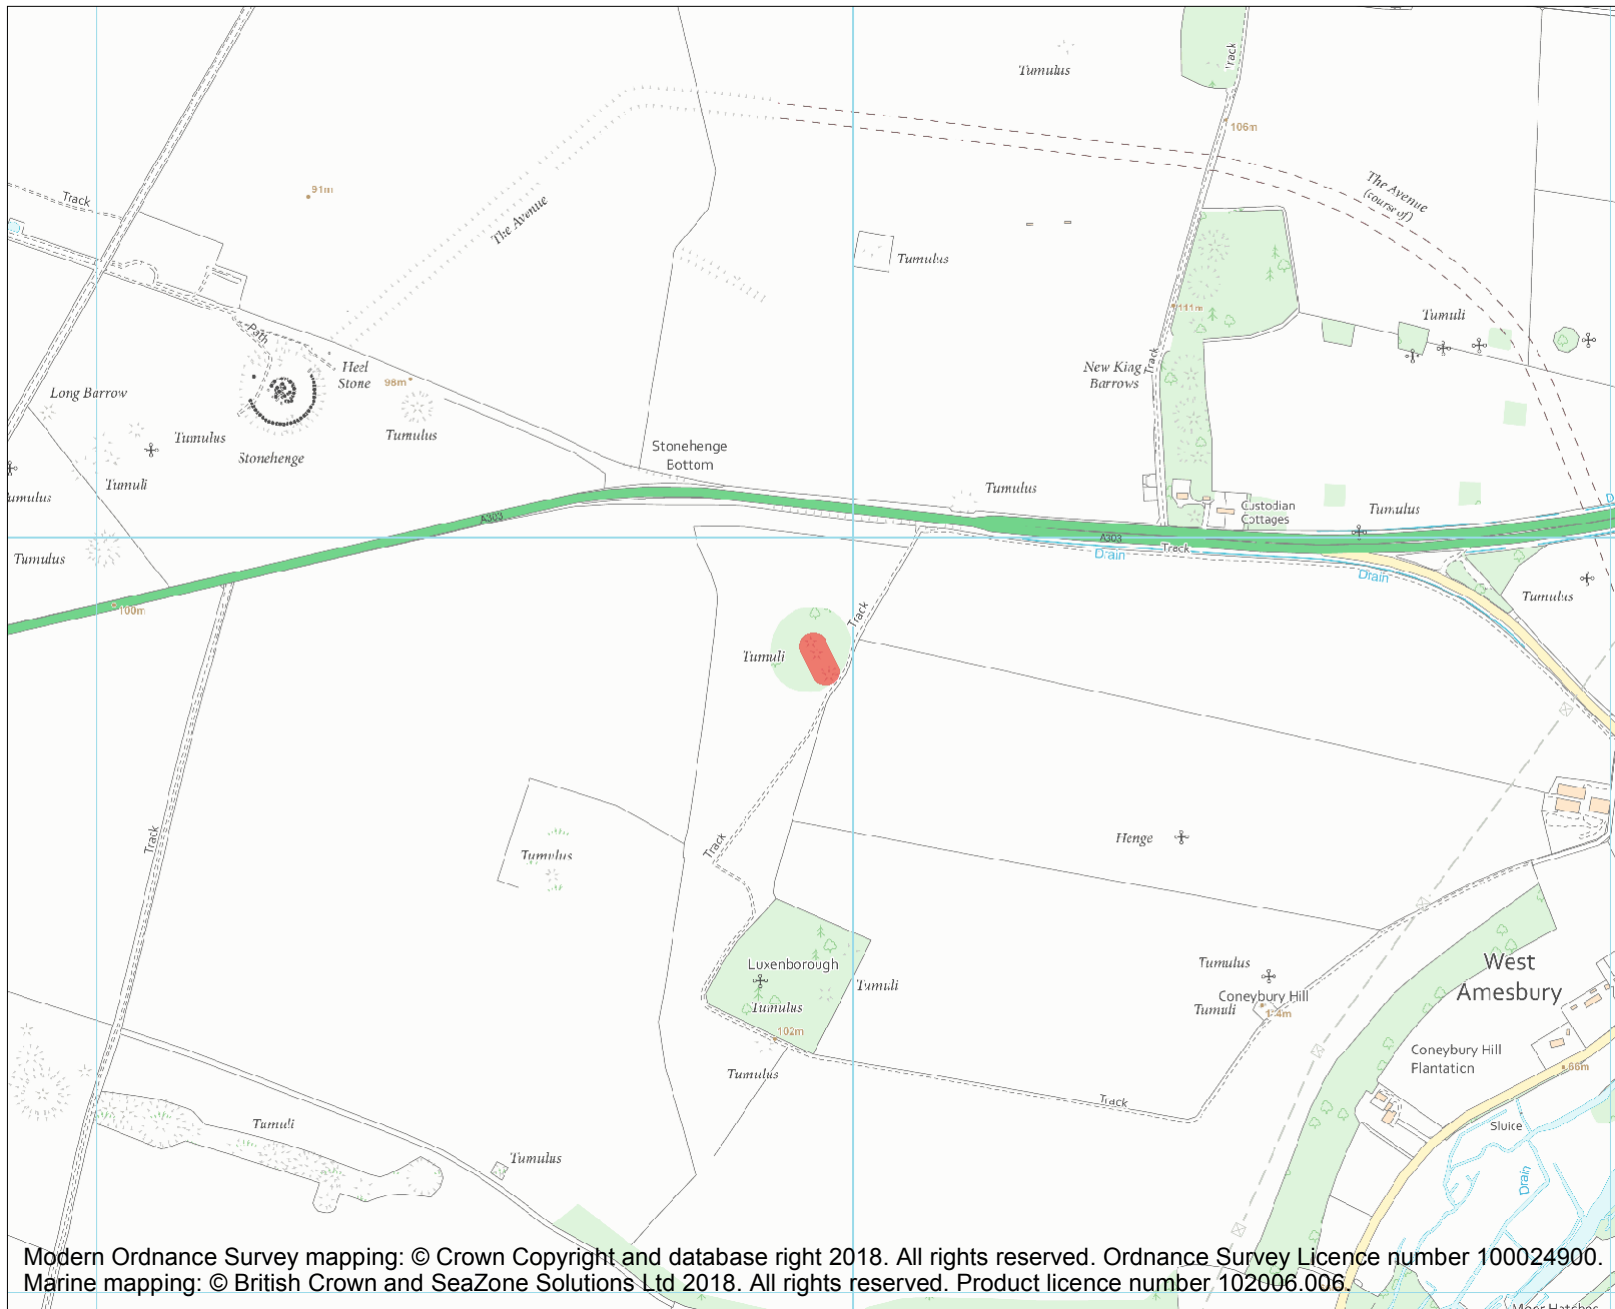 Track
Tumulus
106m
Track
91m
The Avenue
The Avenue
(course of)
Tumulus
111m
Tumuli
Path
Heel
Stone
98m
New King
Barrows
Track
Long Barrow
Tumulus
Tumulus
Stonehenge
Stonehenge
Bottom
Tumuli
Tumulus
Custodian
Cottages
Tumulus
A303
A303
Track
Drain
Drain
Tumulus
100m
Tumulus
Track
Tumuli
Track
Track
Tumulus
Henge
Luxenborough
Tumulus
Tumuli
102m
Tumulus
Tumulus
Coneybury Hill
Tumuli
West
Amesbury
Coneybury Hill
Plantation
66m
Track
Tumuli
Tumulus
Sluice
Drain
Modern Ordnance Survey mapping: © Crown Copyright and database right 2018. All rights reserved. Ordnance Survey Licence number 100024900.
Marine mapping: © British Crown and SeaZone Solutions Ltd 2018. All rights reserved. Product licence number 102006.006.